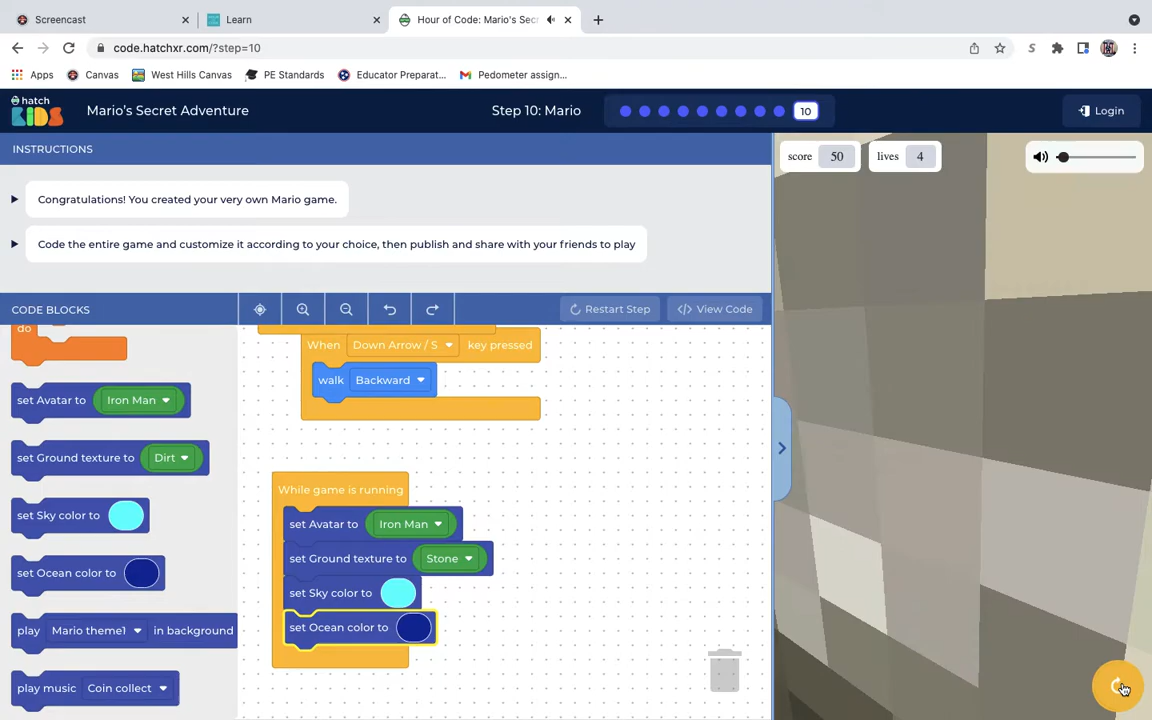 Screencast
Learn
Hour of Code: Mario's Secr
code.hatchxr.com/?step=10
Apps
Canvas
West Hills Canvas
PE Standards
Educator Preparat...
Pedometer assign...
hatch
KIDS
Mario's Secret Adventure
Step 10: Mario
10
Login
INSTRUCTIONS
Congratulations! You created your very own Mario game.
Code the entire game and customize it according to your choice, then publish and share with your friends to play
score 50
lives 4
CODE BLOCKS
Restart Step
</> View Code
do
set Avatar to Iron Man
set Ground texture to Dirt
set Sky color to
set Ocean color to
play Mario theme1 in background
play music Coin collect
When Down Arrow / S key pressed
walk Backward
While game is running
set Avatar to Iron Man
set Ground texture to Stone
set Sky color to
set Ocean color to